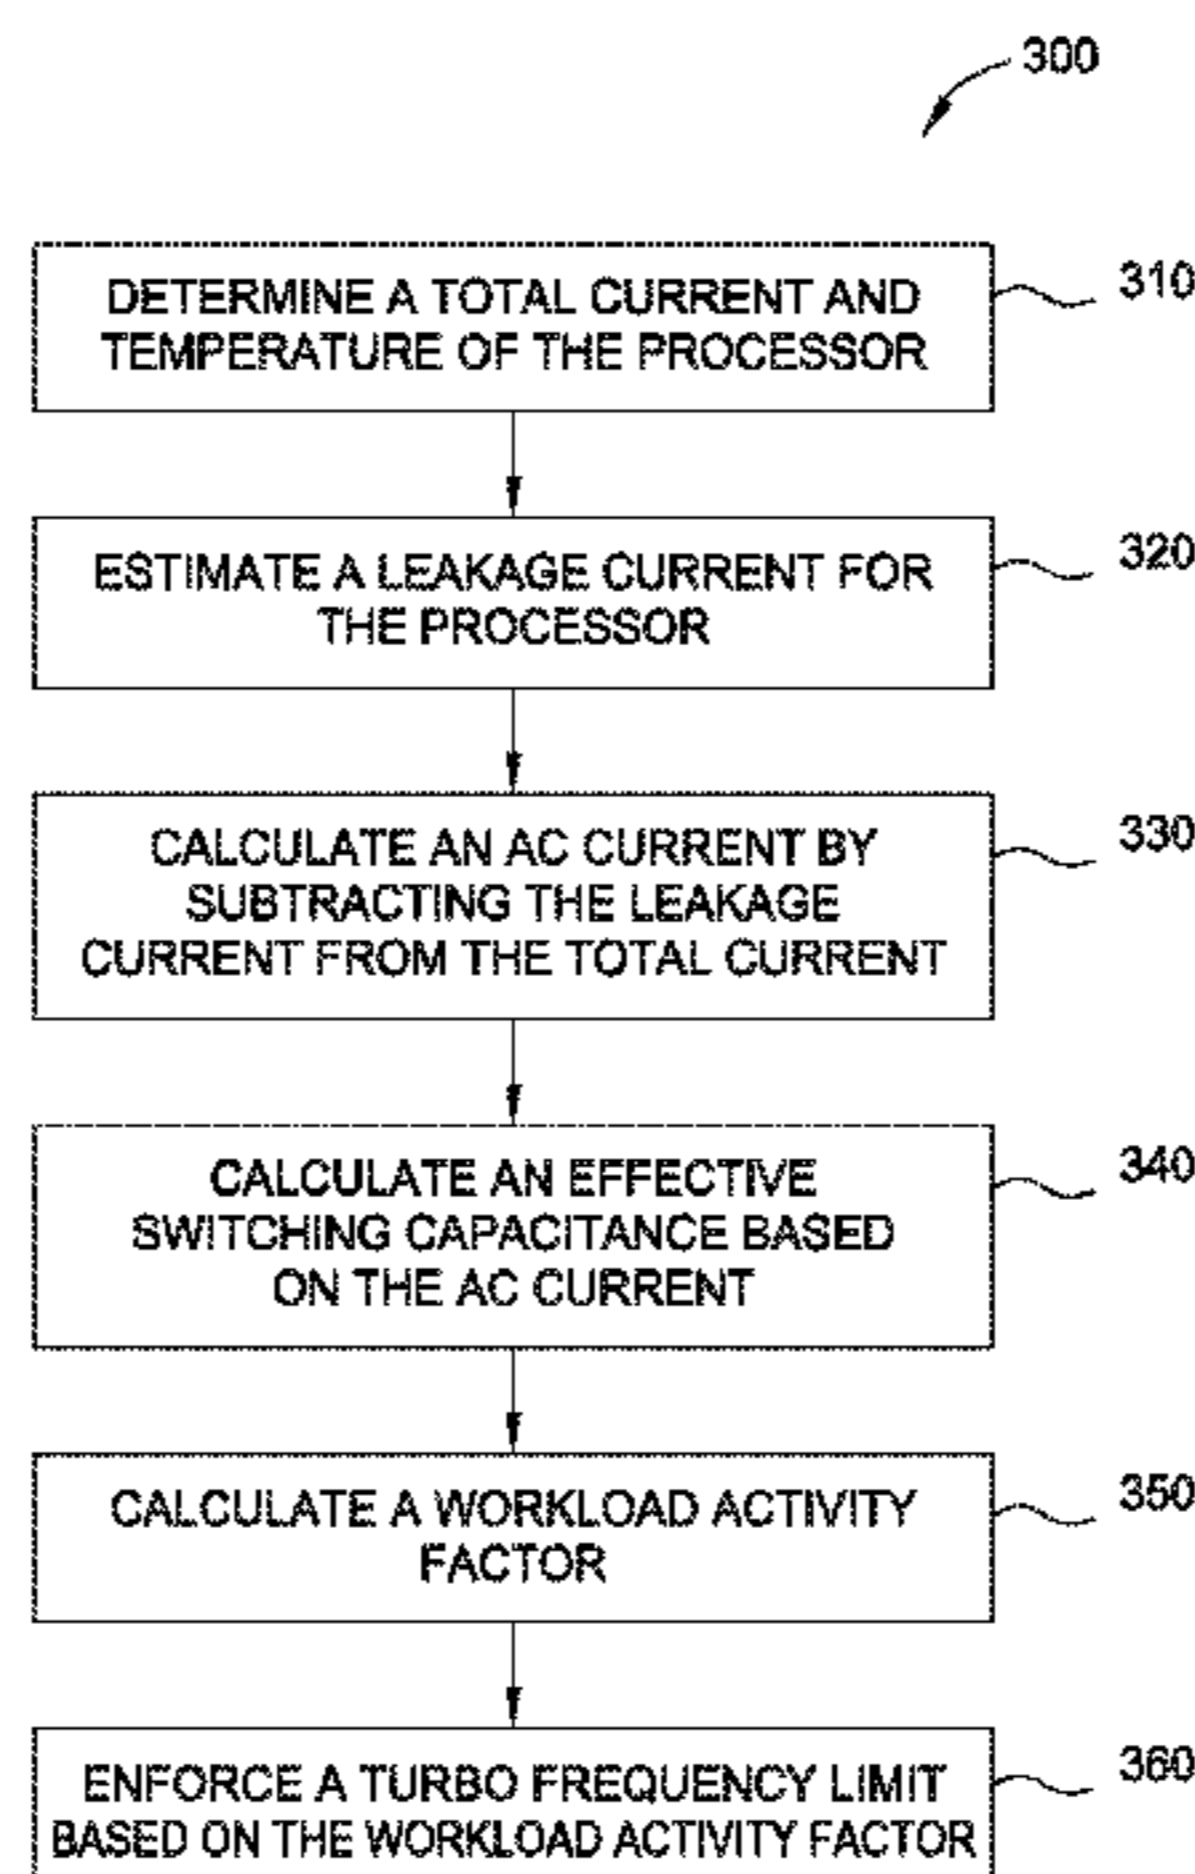 300
DETERMINE A TOTAL CURRENT AND
TEMPERATURE OF THE PROCESSOR
310
ESTIMATE A LEAKAGE CURRENT FOR
THE PROCESSOR
320
CALCULATE AN AC CURRENT BY
SUBTRACTING THE LEAKAGE
CURRENT FROM THE TOTAL CURRENT
330
CALCULATE AN EFFECTIVE
SWITCHING CAPACITANCE BASED
ON THE AC CURRENT
340
CALCULATE A WORKLOAD ACTIVITY
FACTOR
350
ENFORCE A TURBO FREQUENCY LIMIT
BASED ON THE WORKLOAD ACTIVITY FACTOR
360